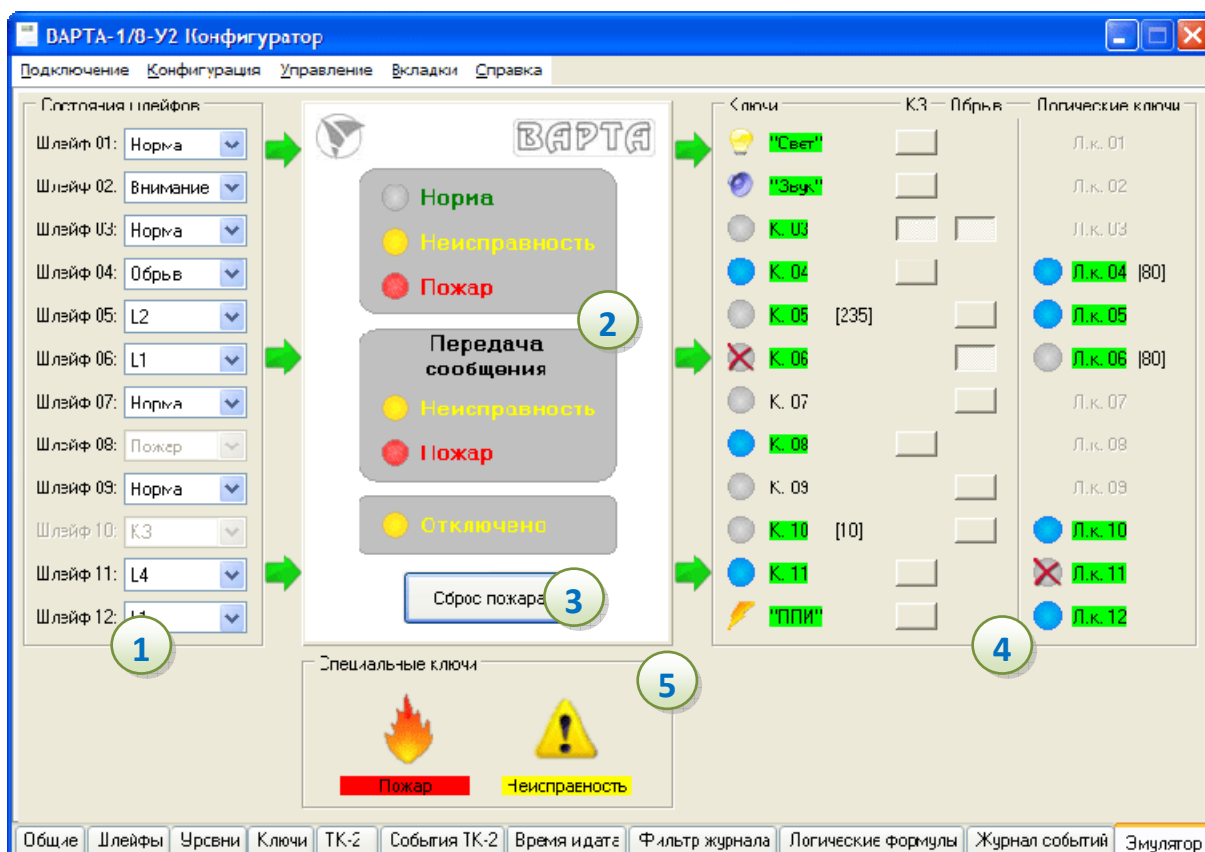 ВАРТА-1/8-У2 Конфигуратор
Подключение Конфигурация Управление Вкладки Справка
Состояния шлейфов
Шлейф 01: Норма
Шлейф 02: Внимание
Шлейф 03: Норма
Шлейф 04: Обрыв
Шлейф 05: L2
Шлейф 06: L1
Шлейф 07: Норма
Шлейф 08: Пожар
Шлейф 09: Норма
Шлейф 10: КЗ
Шлейф 11: L4
Шлейф 12: L1
1
ВАРТА
Норма
Неисправность
Пожар
2
Передача
сообщения
Неисправность
Пожар
Отключено
Сброс пожара
3
Специальные ключи
5
Пожар
Неисправность
Ключи КЗ Обрыв Логические ключи
"Свет" Л.к. 01
"Звук" Л.к. 02
К. 03 Л.к. 03
К. 04 Л.к. 04 [80]
К. 05 [235] Л.к. 05
К. 06 Л.к. 06 [80]
К. 07 Л.к. 07
К. 08 Л.к. 08
К. 09 Л.к. 09
К. 10 [10] Л.к. 10
К. 11 Л.к. 11
"ППИ" Л.к. 12
4
Общие Шлейфы Уровни Ключи ТК-2 События ТК-2 Время и дата Фильтр журнала Логические формулы Журнал событий Эмулятор